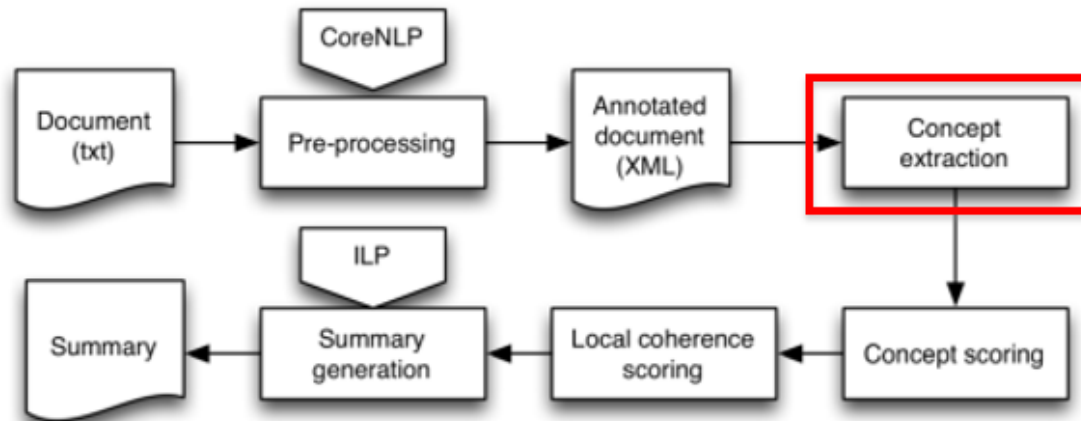 CoreNLP
Document
(txt)
Pre-processing
Annotated
document
(XML)
Concept
extraction
ILP
Summary
Summary
generation
Local coherence
scoring
Concept scoring